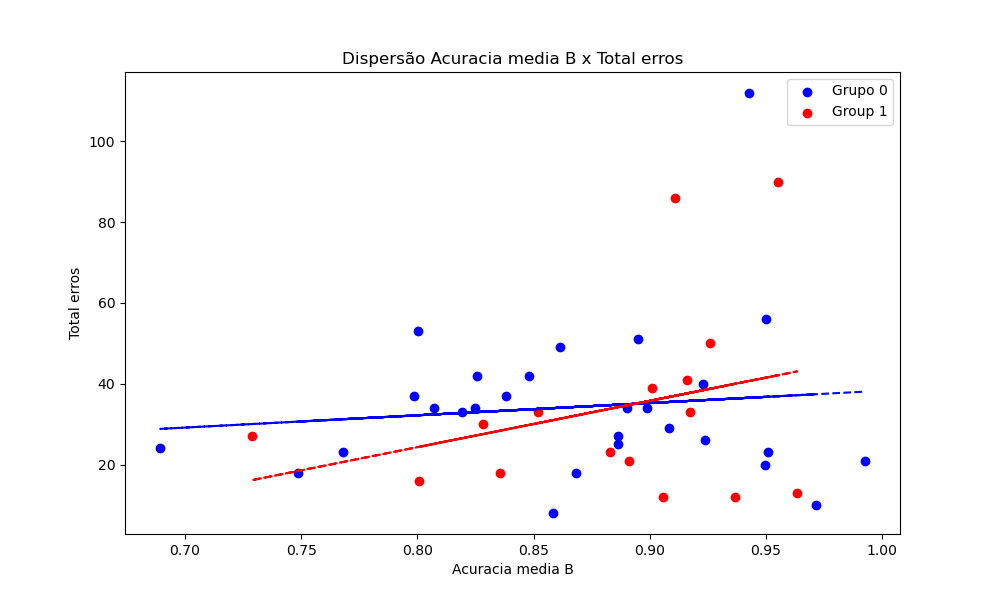 Dispersão Acuracia media B x Total erros
Grupo 0
Group 1
Total erros
100
80
60
40
20
0.70 0.75 0.80 0.85 0.90 0.95 1.00
Acuracia media B